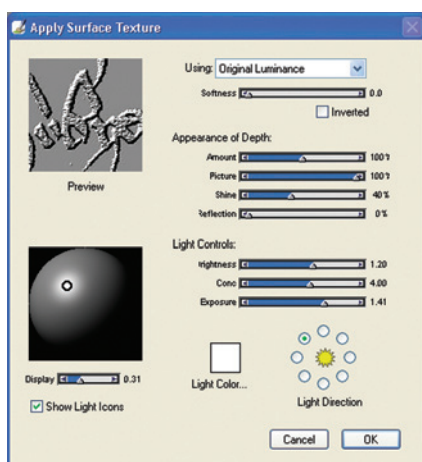 Apply Surface Texture
Using: Original Luminance
Softness 0.0
Inverted
Preview
Appearance of Depth:
Amount 100%
Picture 100%
Shine 40%
Reflection 0%
Light Controls:
Brightness 1.20
Conc 4.00
Exposure 1.41
Display 0.31
Show Light Icons
Light Color...
Light Direction
Cancel OK